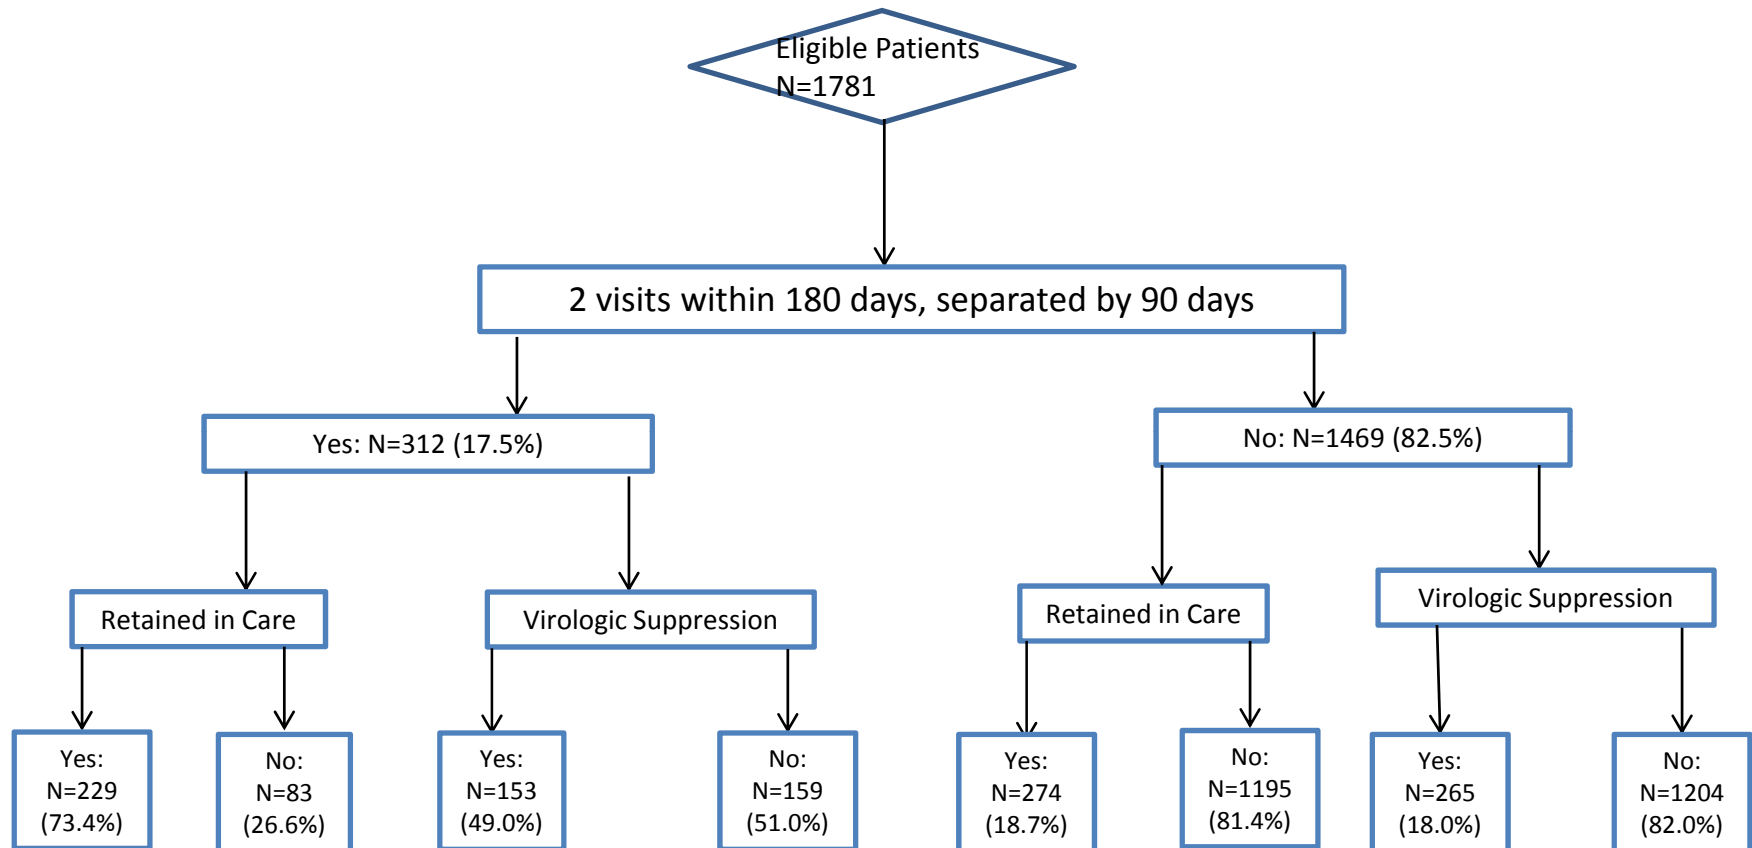 Eligible Patients
N=1781
2 visits within 180 days, separated by 90 days
Yes: N=312 (17.5%)
No: N=1469 (82.5%)
Retained in Care
Virologic Suppression
Retained in Care
Virologic Suppression
Yes:
N=229
(73.4%)
No:
N=83
(26.6%)
Yes:
N=153
(49.0%)
No:
N=159
(51.0%)
Yes:
N=274
(18.7%)
No:
N=1195
(81.4%)
Yes:
N=265
(18.0%)
No:
N=1204
(82.0%)